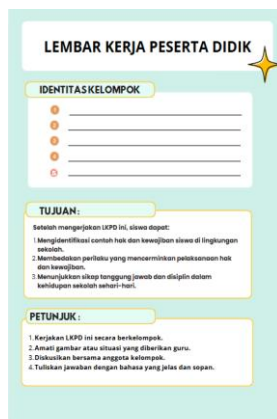 LEMBAR KERJA PESERTA DIDIK
IDENTITAS KELOMPOK
1
2
3
4
5
TUJUAN :
Setelah mengerjakan LKPD ini, siswa dapat:
1. Mengidentifikasi contoh hak dan kewajiban siswa di lingkungan
sekolah.
2. Membedakan perilaku yang mencerminkan pelaksanaan hak
dan kewajiban.
3. Menunjukkan sikap tanggung jawab dan disiplin dalam
kehidupan sekolah sehari-hari.
PETUNJUK :
1. Kerjakan LKPD ini secara berkelompok.
2. Amati gambar atau situasi yang diberikan guru.
3. Diskusikan bersama anggota kelompok.
4. Tuliskan jawaban dengan bahasa yang jelas dan sopan.